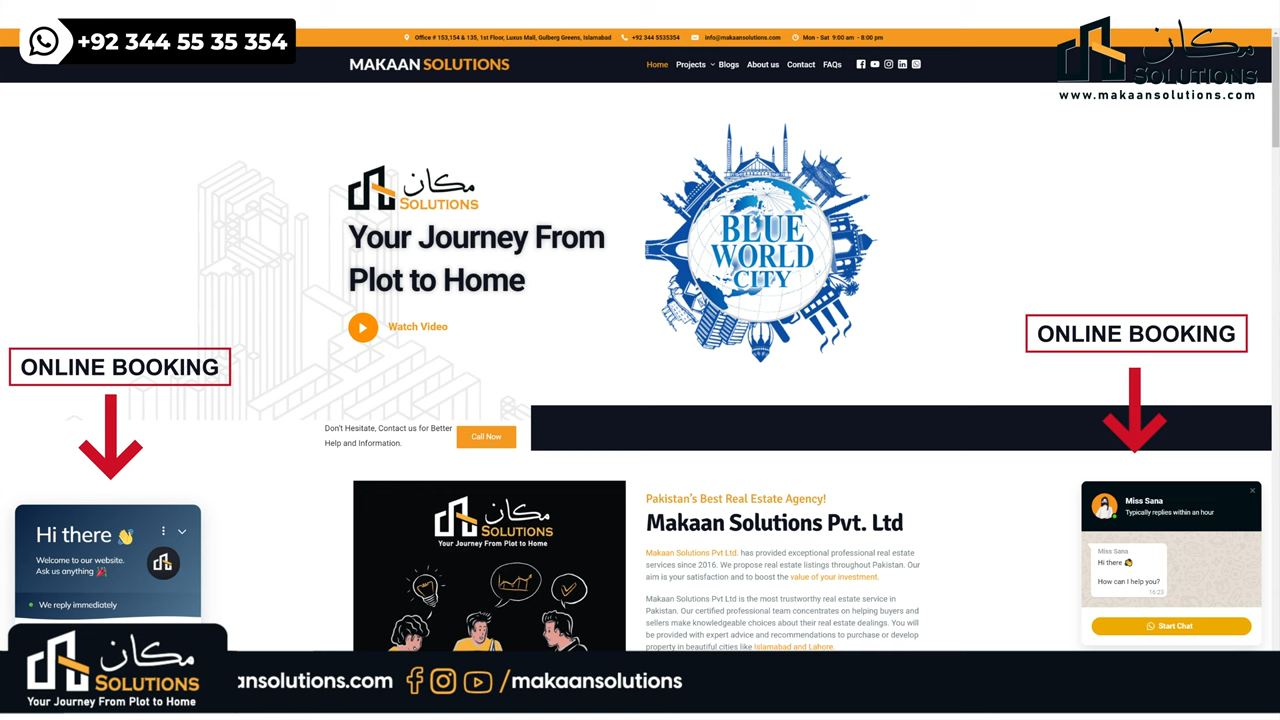 +92 344 55 35 354
Office # 153,154 & 135, 1st Floor, Luxus Mall, Gulberg Greens, Islamabad
+92 344 5535354
info@makaansolutions.com
Mon - Sat 9:00 am - 8:00 pm
MAKAAN SOLUTIONS
Home
Projects
Blogs
About us
Contact
FAQs
مكان
SOLUTIONS
www.makaansolutions.com
مكان
SOLUTIONS
Your Journey From
Plot to Home
Watch Video
BLUE
WORLD
CITY
ONLINE BOOKING
ONLINE BOOKING
Don't Hesitate, Contact us for Better
Help and Information.
Call Now
Hi there 👋
Welcome to our website.
Ask us anything 🎉
We reply immediately
مكان
SOLUTIONS
Your Journey From Plot to Home
Pakistan's Best Real Estate Agency!
Makaan Solutions Pvt. Ltd
Makaan Solutions Pvt Ltd. has provided exceptional professional real estate
services since 2016. We propose real estate listings throughout Pakistan. Our
aim is your satisfaction and to boost the value of your investment.
Makaan Solutions Pvt Ltd is the most trustworthy real estate service in
Pakistan. Our certified professional team concentrates on helping buyers and
sellers make knowledgeable choices about their real estate dealings. You will
be provided with expert advice and recommendations to purchase or develop
property in beautiful cities like Islamabad and Lahore.
Miss Sana
Typically replies within an hour
Miss Sana
Hi there 👋
How can I help you?
16:23
Start Chat
مكان
SOLUTIONS
Your Journey From Plot to Home
ansolutions.com
/makaansolutions